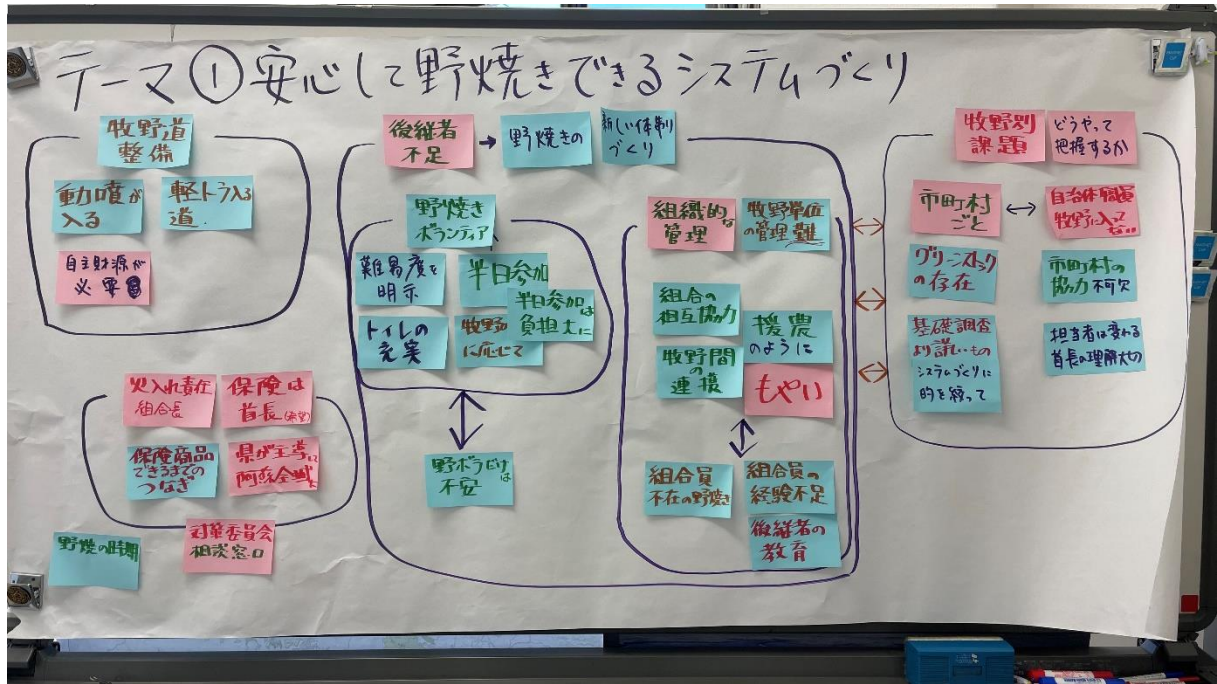 テーマ①安心して野焼きできるシステムづくり
牧野道
整備
動噴が
入る
軽トラ入る
道.
自主財源が
必要
火入れ責任
組合長
保険は
首長(希望)
保険商品
できるまでの
つなぎ
県が主導に
阿蘇全域
対策委員会
相談窓口
野焼の時期
後継者
不足
→
野焼きの
新しい体制
づくり
野焼き
ボランティア
難易度を
明示
半日参加
半日参加は
負担土に
トイレの
充実
牧野
に応じて
野ボラだけは
不安
組織的な
管理
牧野単位
の管理難
組合の
相互協力
援農
のように
牧野間
の連携
もやい
組合員
不在の野焼き
組合員の
経験不足
後継者の
教育
牧野別
課題
どうやって
把握するか
市町村
ごと
自治体職員
牧野に入って
グリーンストック
の存在
市町村の
協力不可欠
基礎調査
より詳いもの
システムづくりに
的を絞って
担当者は変わる
首長の理解大切